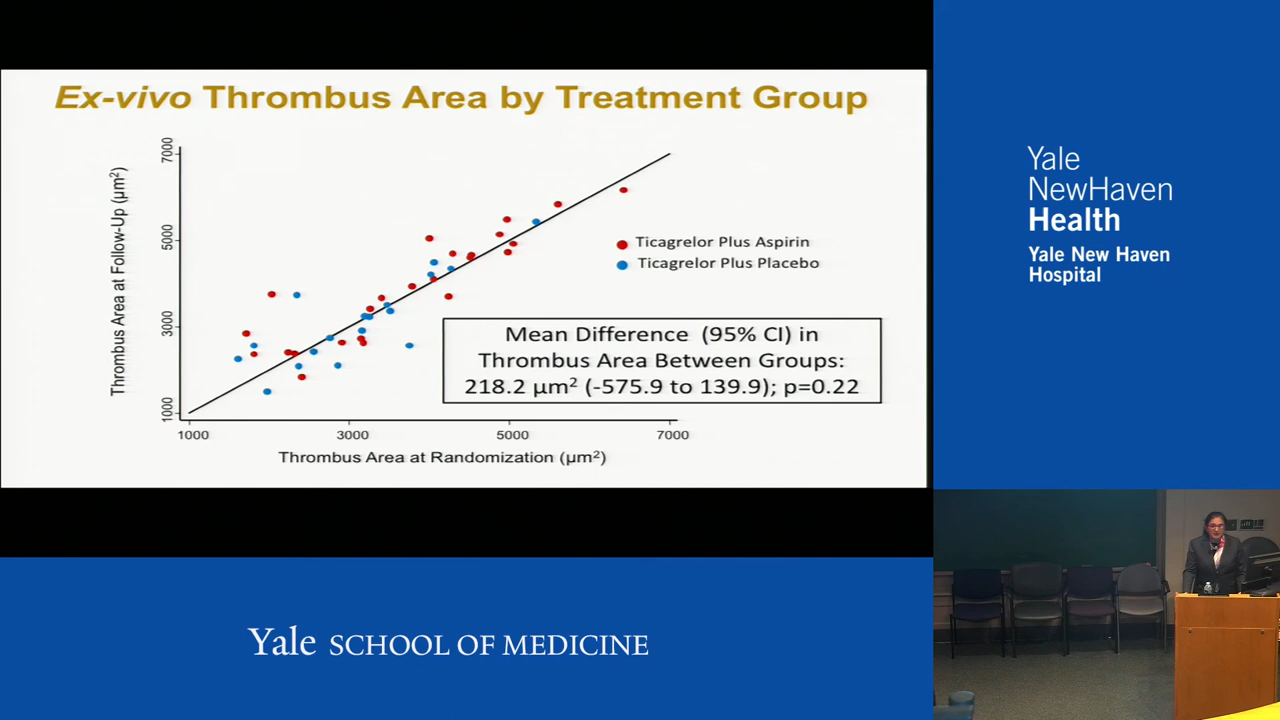 Ex-vivo Thrombus Area by Treatment Group
Thrombus Area at Follow-Up (µm²)
7000
5000
3000
1000
1000 3000 5000 7000
Thrombus Area at Randomization (µm²)
Ticagrelor Plus Aspirin
Ticagrelor Plus Placebo
Mean Difference (95% CI) in
Thrombus Area Between Groups:
218.2 µm² (-575.9 to 139.9); p=0.22
Yale
NewHaven
Health
Yale New Haven
Hospital
Yale SCHOOL OF MEDICINE